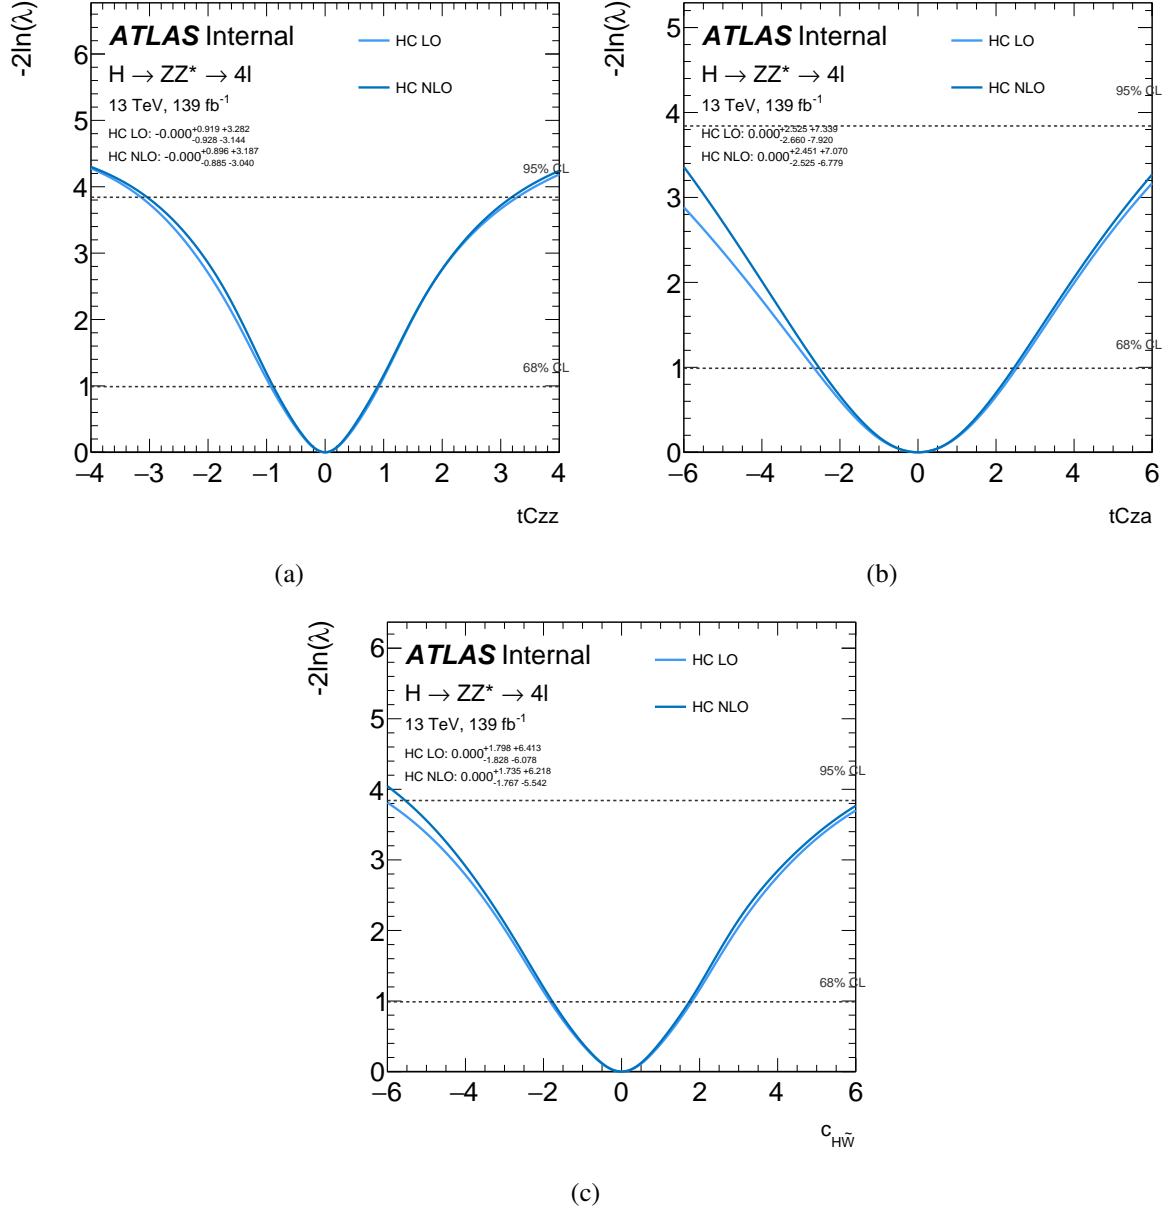 -2ln(λ)
ATLAS Internal
H → ZZ* → 4l
13 TeV, 139 fb-1
HC LO: -0.000 +0.919 +3.282
-0.928 -3.144
HC NLO: -0.000 +0.896 +3.187
-0.885 -3.040
HC LO
HC NLO
95% CL
68% CL
6
5
4
3
2
1
0
−4 −3 −2 −1 0 1 2 3 4
tCzz
(a)
-2ln(λ)
ATLAS Internal
H → ZZ* → 4l
13 TeV, 139 fb-1
HC LO: 0.000 +2.525 +7.339
-2.660 -7.920
HC NLO: 0.000 +2.451 +7.070
-2.525 -6.779
HC LO
HC NLO
95% CL
68% CL
5
4
3
2
1
0
−6 −4 −2 0 2 4 6
tCza
(b)
-2ln(λ)
ATLAS Internal
H → ZZ* → 4l
13 TeV, 139 fb-1
HC LO: 0.000 +1.798 +6.413
-1.828 -6.078
HC NLO: 0.000 +1.735 +6.218
-1.767 -5.542
HC LO
HC NLO
95% CL
68% CL
6
5
4
3
2
1
0
−6 −4 −2 0 2 4 6
cHW̃
(c)